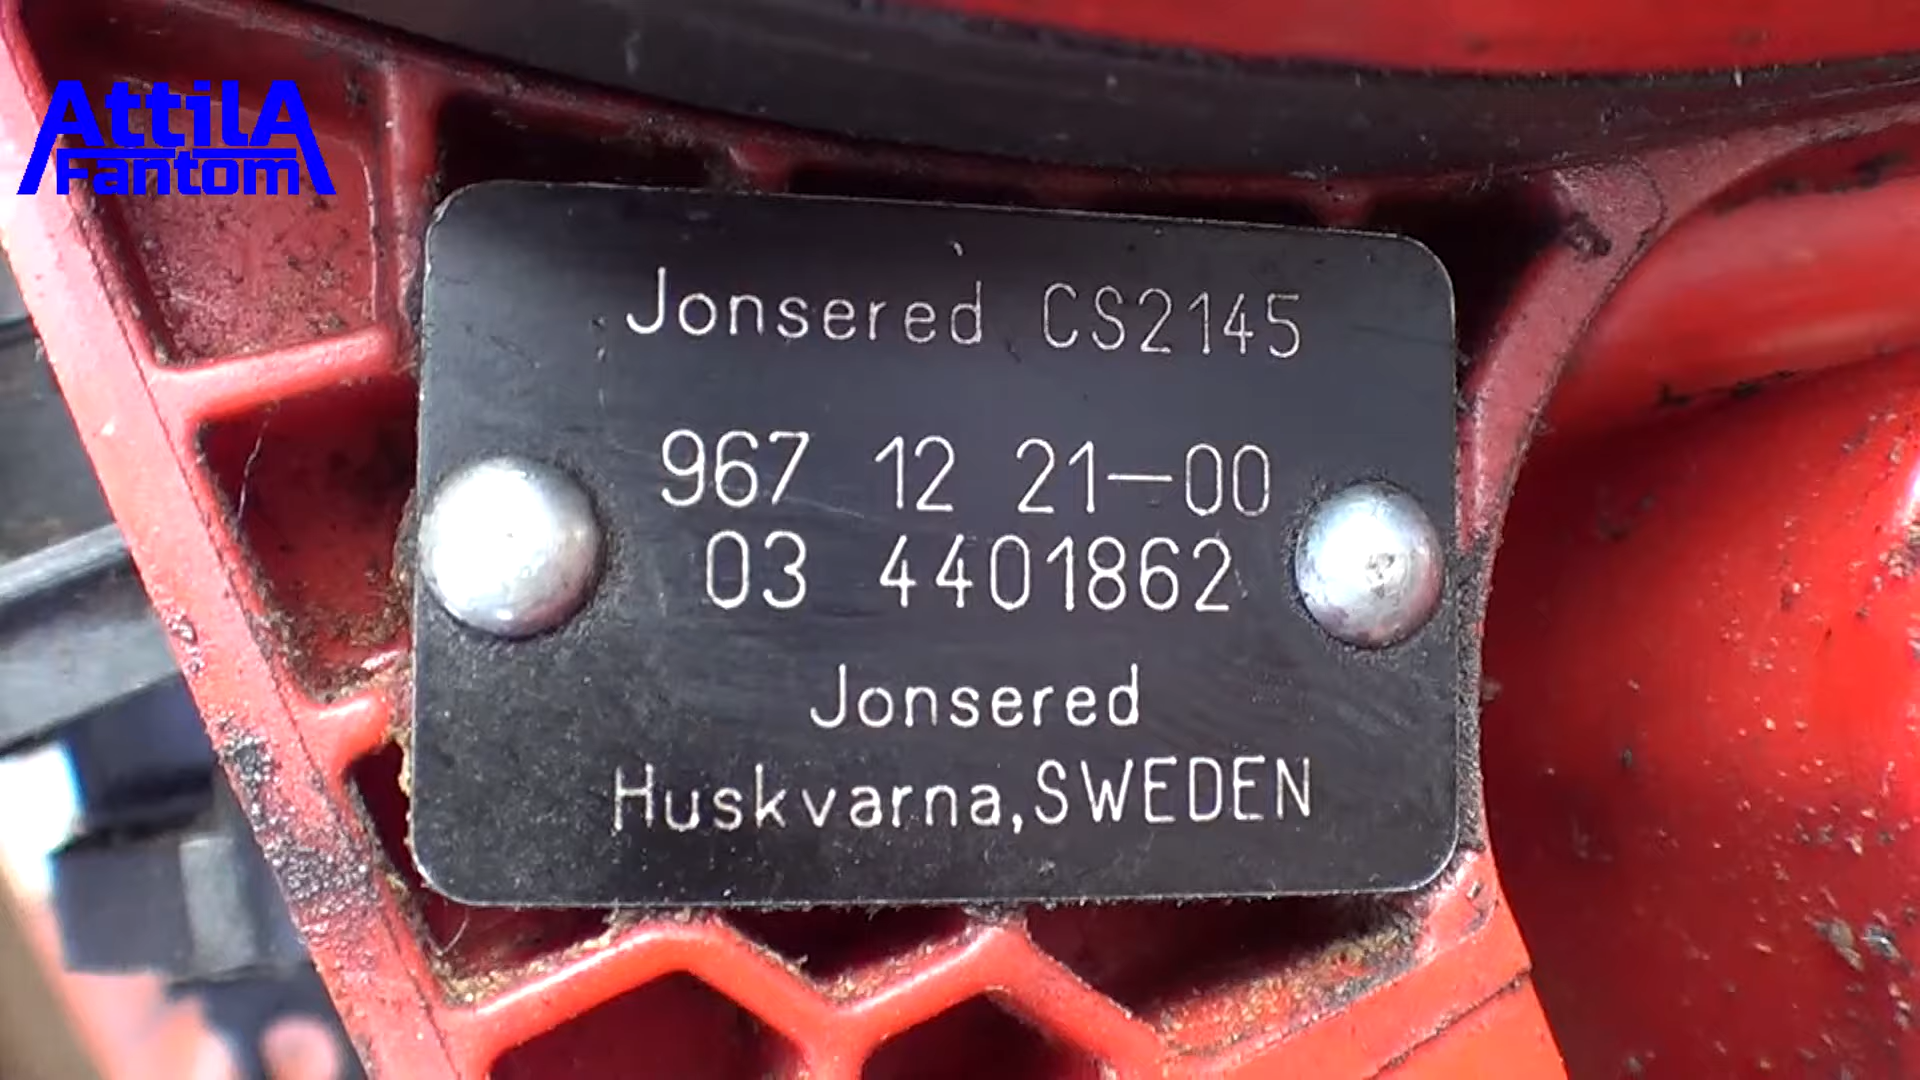 AttilA
Fantom
Jonsered CS2145
967 12 21-00
03 4401862
Jonsered
Huskvarna, SWEDEN